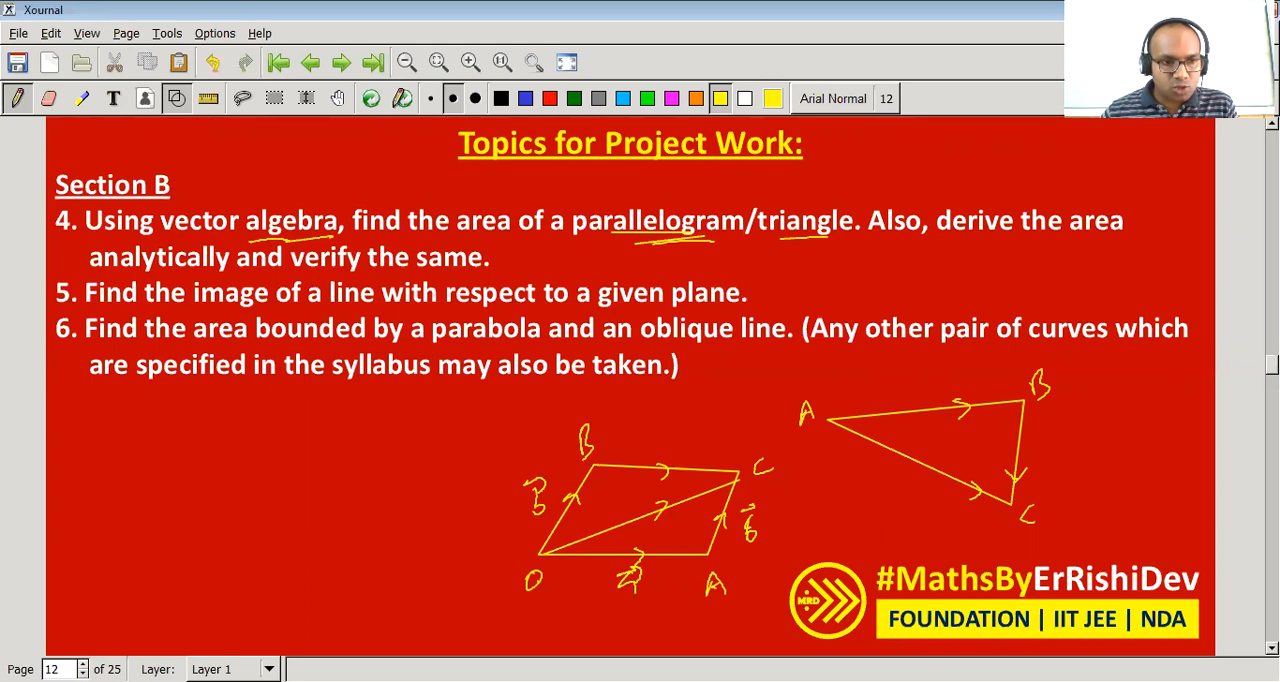 Xournal
File Edit View Page Tools Options Help
Arial Normal 12
Topics for Project Work:
Section B
4. Using vector algebra, find the area of a parallelogram/triangle. Also, derive the area
analytically and verify the same.
5. Find the image of a line with respect to a given plane.
6. Find the area bounded by a parabola and an oblique line. (Any other pair of curves which
are specified in the syllabus may also be taken.)
A B
B C
b b
C
O a A
MRD
#MathsByErRishiDev
FOUNDATION | IIT JEE | NDA
Page 12 of 25 Layer: Layer 1